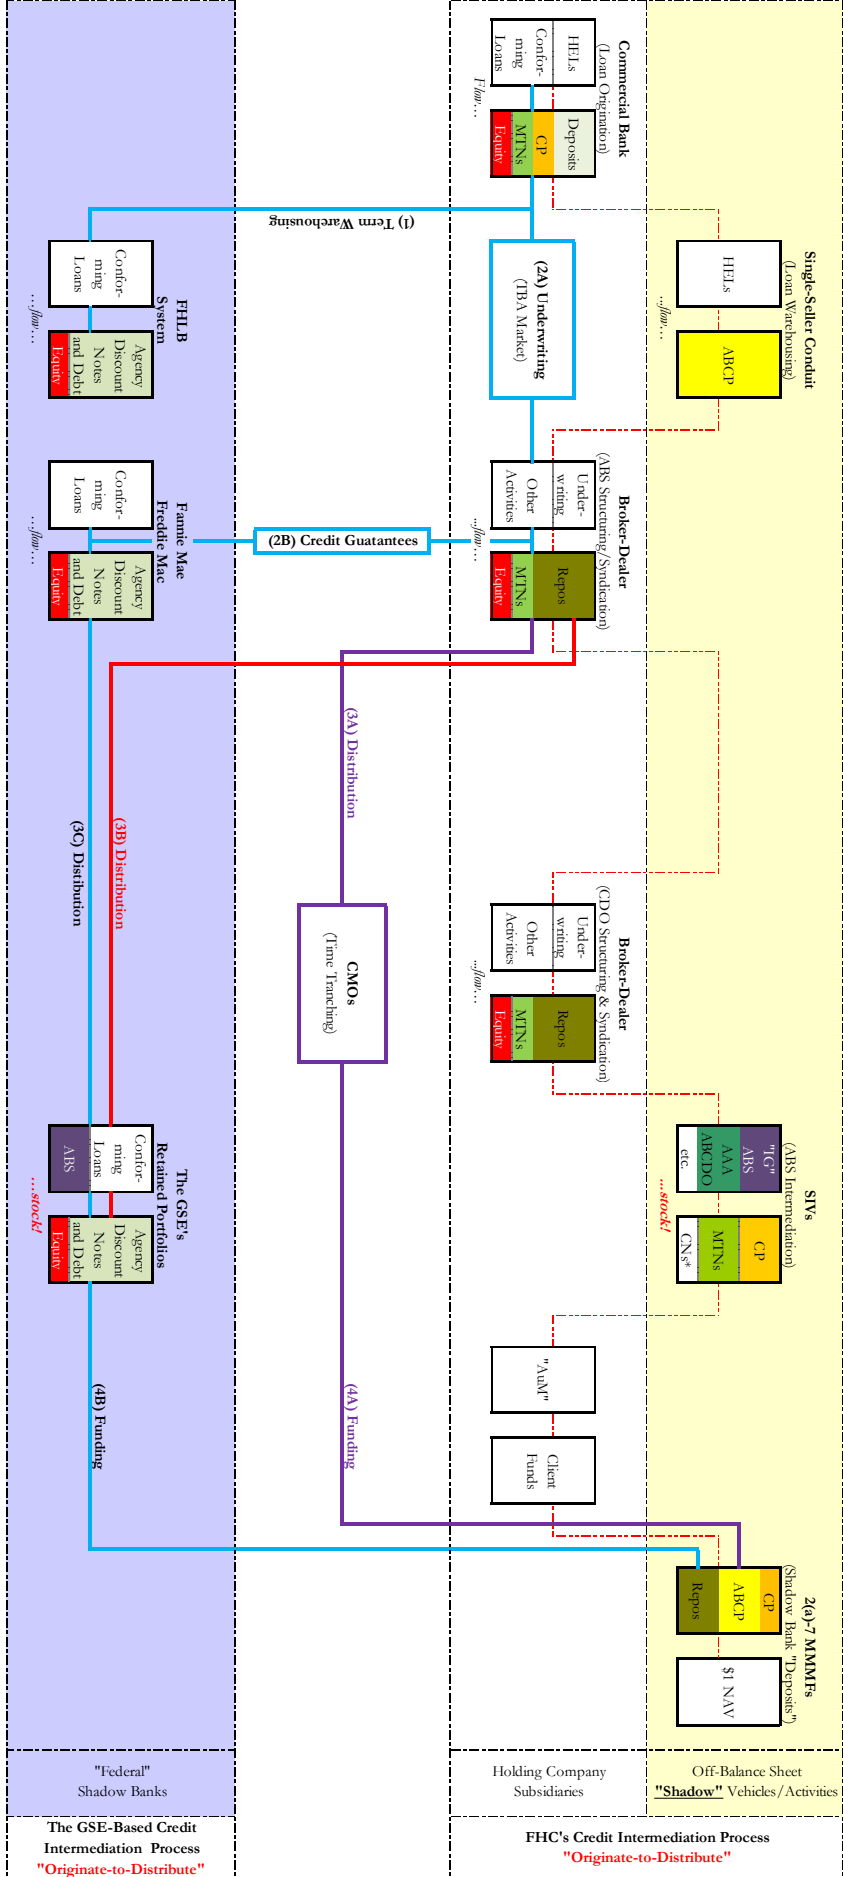 Commercial Bank
(Loan Origination)
HELs
Confor-
ming
Loans
Flow…
Deposits
CP
MTNs
Equity
(1) Term Warehousing
Single-Seller Conduit
(Loan Warehousing)
HELs
ABCP
…flow…
(2A) Underwriting
(TBA Market)
FHLB
System
Confor-
ming
Loans
…flow…
Agency
Discount
Notes
and Debt
Equity
Broker-Dealer
(ABS Structuring/Syndication)
Under-
writing
Other
Activities
...flow…
Repos
MTNs
Equity
(2B) Credit Guatantees
Fannie Mae
Freddie Mac
Confor-
ming
Loans
…flow…
Agency
Discount
Notes
and Debt
Equity
(3A) Distribution
(3B) Distribution
(3C) Distibution
CMOs
(Time Tranching)
Broker-Dealer
(CDO Structuring & Syndication)
Under-
writing
Other
Activities
...flow…
Repos
MTNs
Equity
SIVs
(ABS Intermediation)
"IG"
ABS
AAA
ABCDO
etc.
CP
MTNs
CNs*
...stock!
The GSE's
Retained Portfolios
Confor-
ming
Loans
ABS
Agency
Discount
Notes
and Debt
Equity
…stock!
"AuM"
Client
Funds
(4A) Funding
(4B) Funding
2(a)-7 MMMFs
(Shadow Bank "Deposits")
CP
ABCP
Repos
$1 NAV
"Federal"
Shadow Banks
Holding Company
Subsidiaries
Off-Balance Sheet
"Shadow" Vehicles/Activities
The GSE-Based Credit
Intermediation Process
"Originate-to-Distribute"
FHC's Credit Intermediation Process
"Originate-to-Distribute"